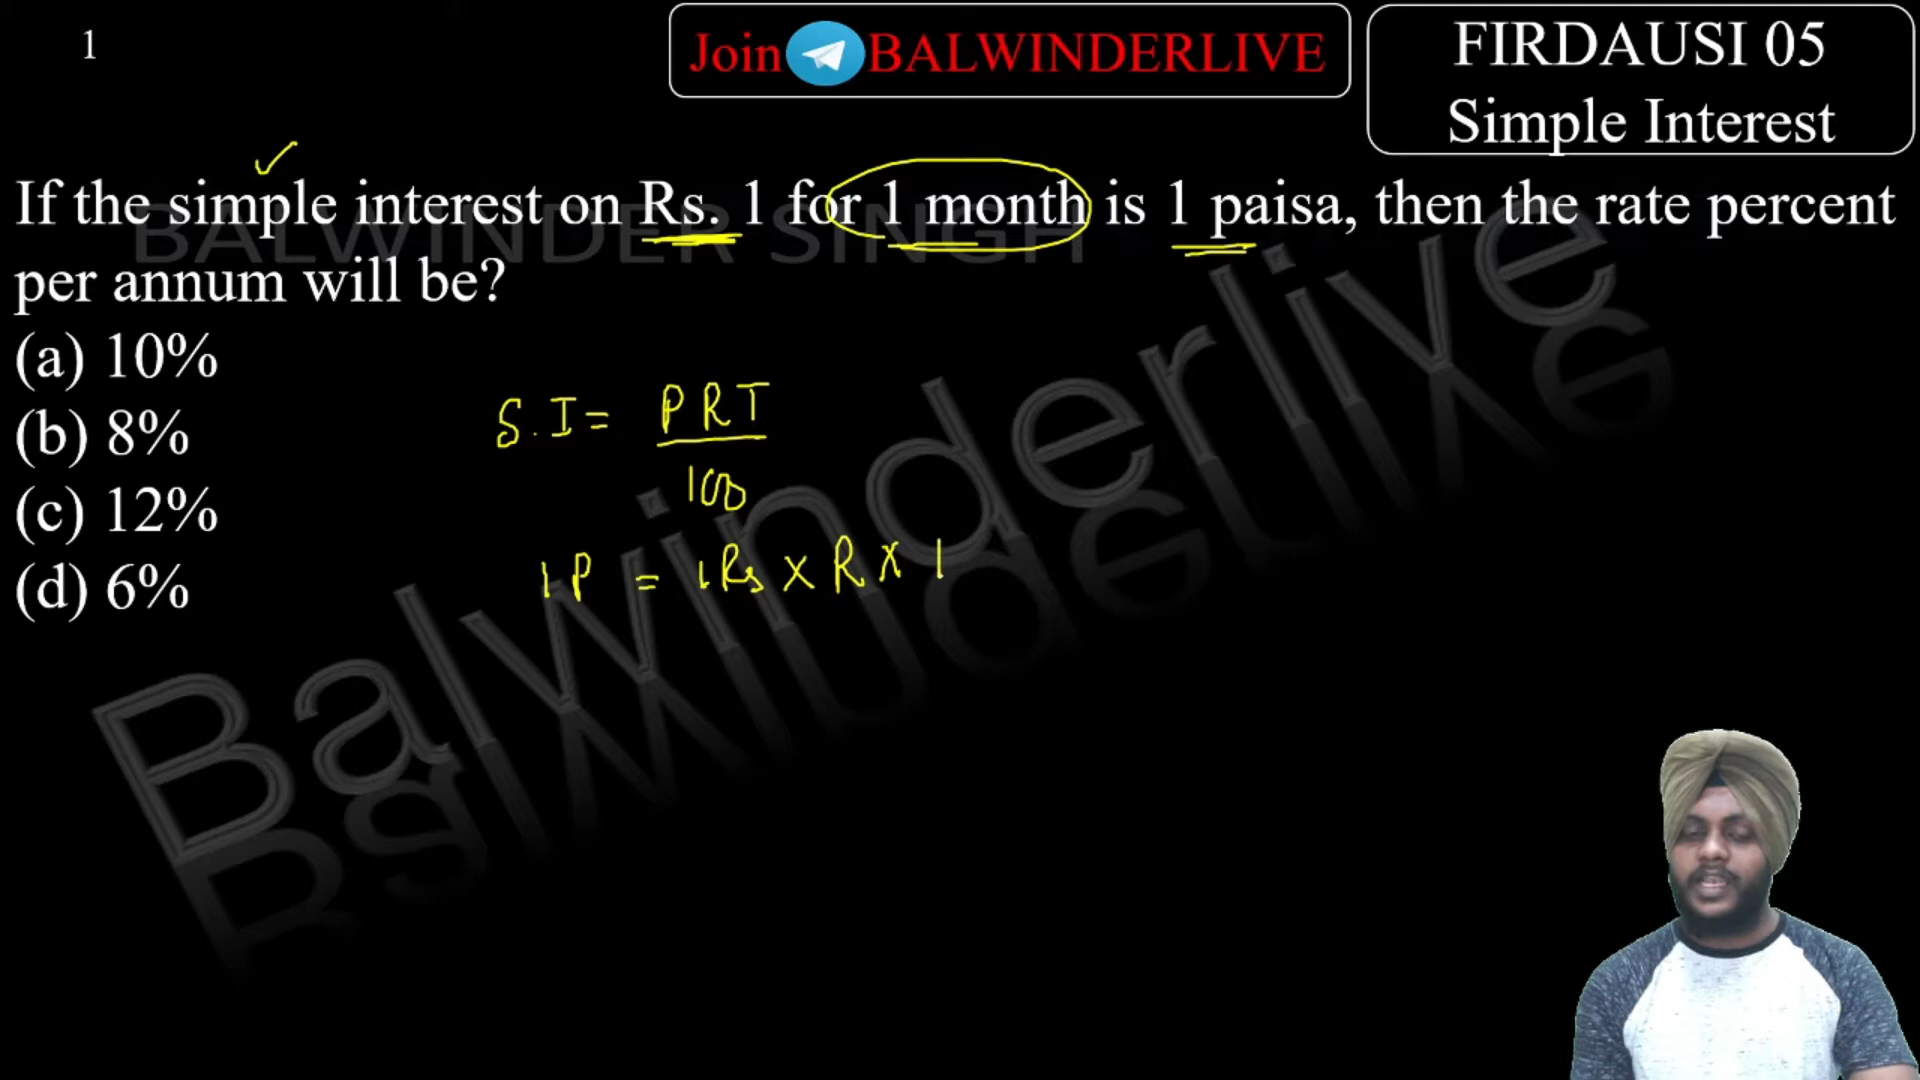 1
Join BALWINDERLIVE
FIRDAUSI 05
Simple Interest
If the simple interest on Rs. 1 for 1 month is 1 paisa, then the rate percent
per annum will be?
(a) 10%
(b) 8%
(c) 12%
(d) 6%
S.I = PRT
100
1P = 1Rs x R x 1
BALWINDER SINGH
Balwinderlive